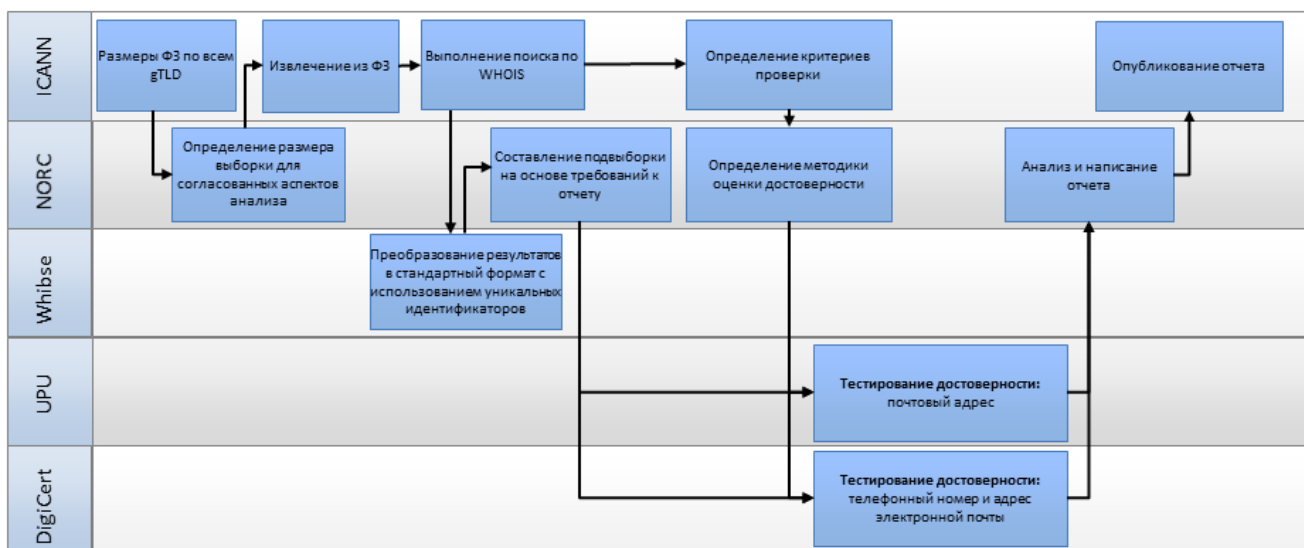 ICANN
Размеры ФЗ по всем
gTLD
Извлечение из ФЗ
Выполнение поиска по
WHOIS
Определение критериев
проверки
Опубликование отчета
NORC
Определение размера
выборки для
согласованных аспектов
анализа
Составление подвыборки
на основе требований к
отчету
Определение методики
оценки достоверности
Анализ и написание
отчета
Whibse
Преобразование результатов
в стандартный формат с
использованием уникальных
идентификаторов
UPU
Тестирование достоверности:
почтовый адрес
DigiCert
Тестирование достоверности:
телефонный номер и адрес
электронной почты